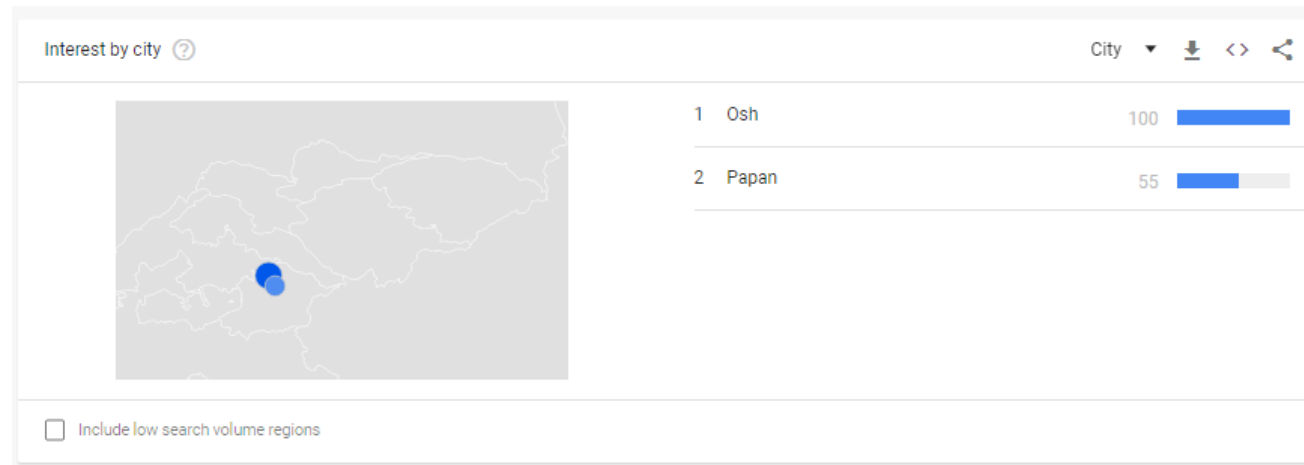 Interest by city
City
1 Osh 100
2 Papan 55
Include low search volume regions